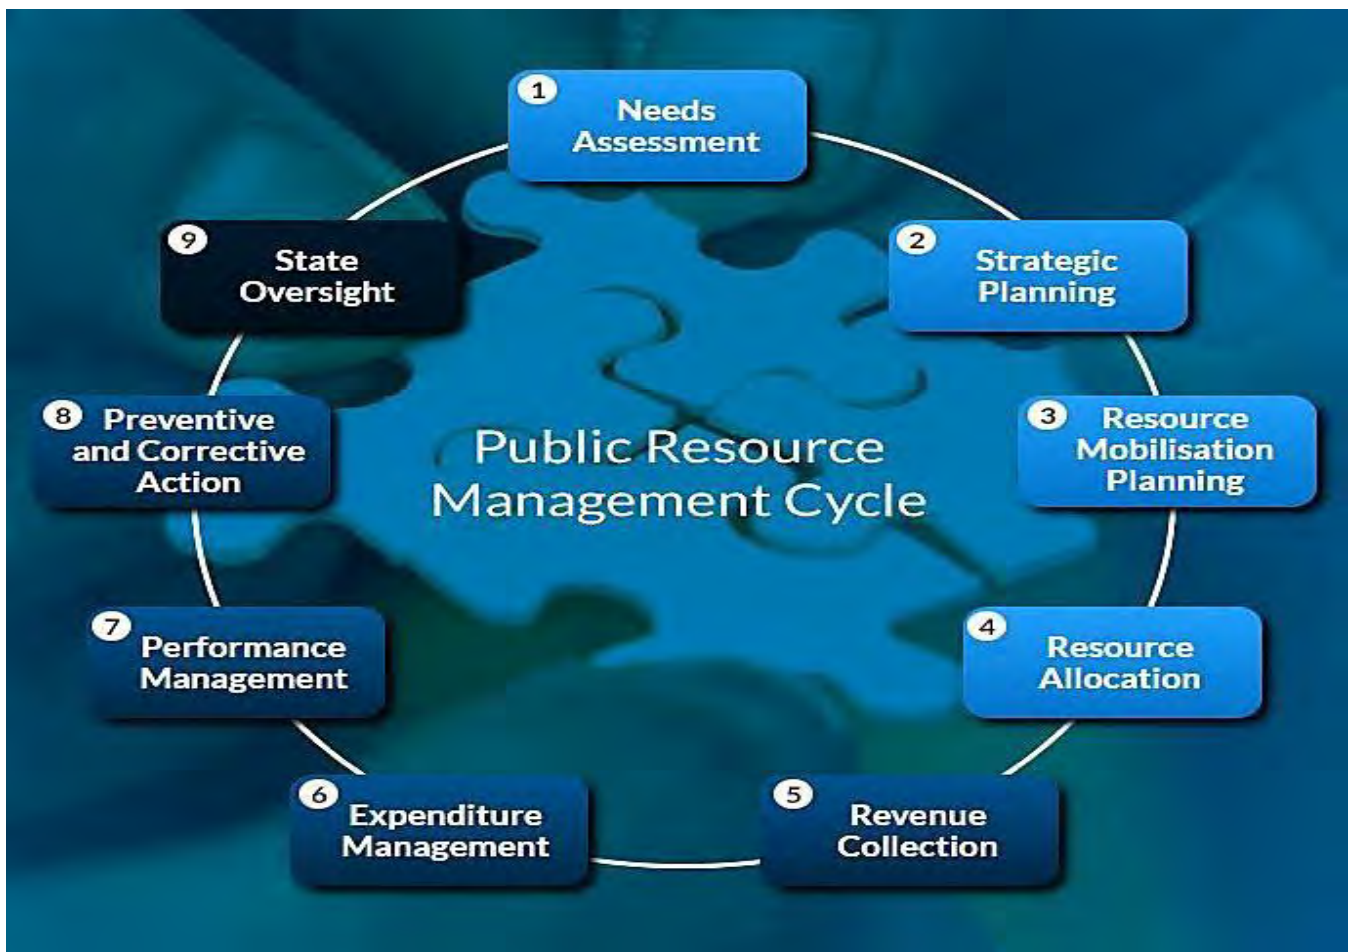 1
Needs
Assessment
2
Strategic
Planning
3
Resource
Mobilisation
Planning
4
Resource
Allocation
5
Revenue
Collection
6
Expenditure
Management
7
Performance
Management
8
Preventive
and Corrective
Action
9
State
Oversight
Public Resource
Management Cycle